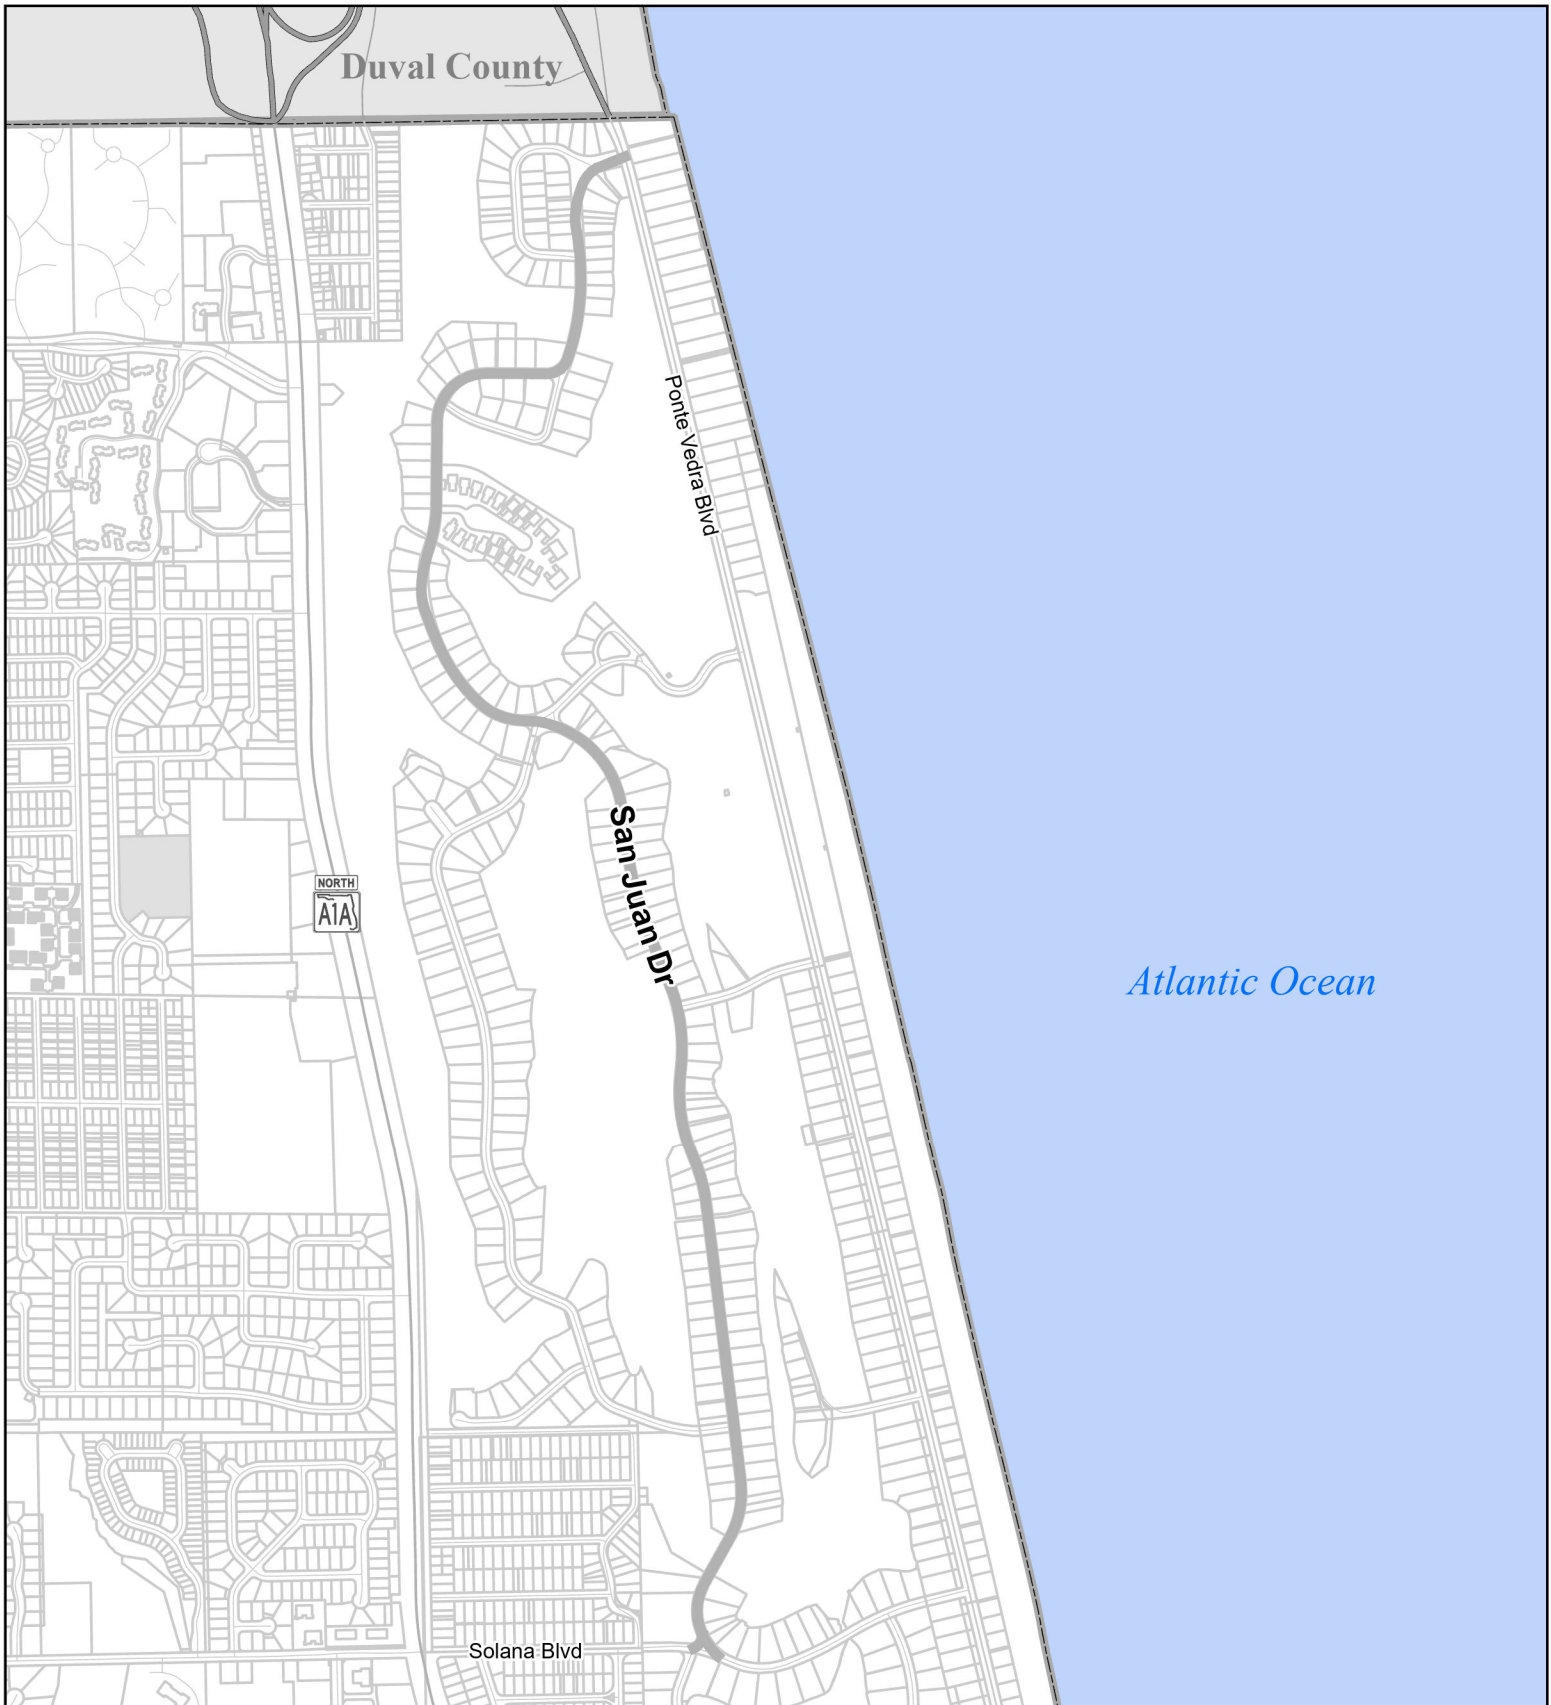 Duval County
Ponte Vedra Blvd
San Juan Dr
NORTH
A1A
Atlantic Ocean
Solana Blvd